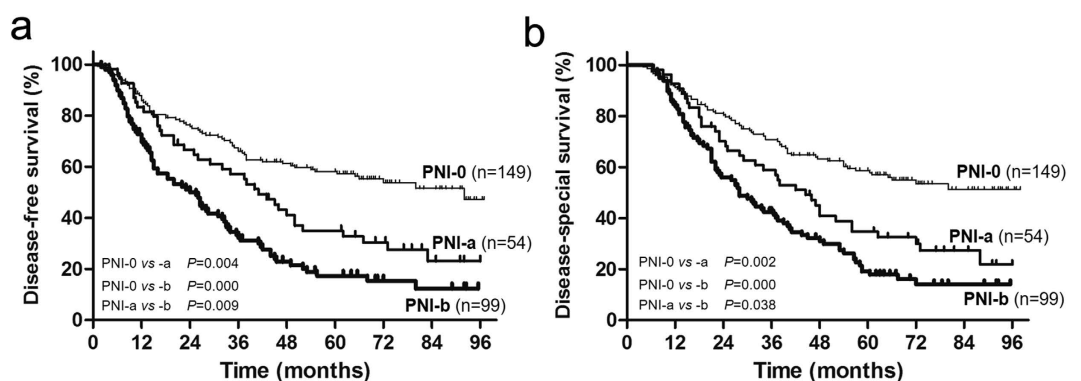 a
Disease-free survival (%)
100
80
60
40
20
0
PNI-0 (n=149)
PNI-a (n=54)
PNI-b (n=99)
PNI-0 vs -a P=0.004
PNI-0 vs -b P=0.000
PNI-a vs -b P=0.009
0 12 24 36 48 60 72 84 96
Time (months)
b
Disease-special survival (%)
100
80
60
40
20
0
PNI-0 (n=149)
PNI-a (n=54)
PNI-b (n=99)
PNI-0 vs -a P=0.002
PNI-0 vs -b P=0.000
PNI-a vs -b P=0.038
0 12 24 36 48 60 72 84 96
Time (months)